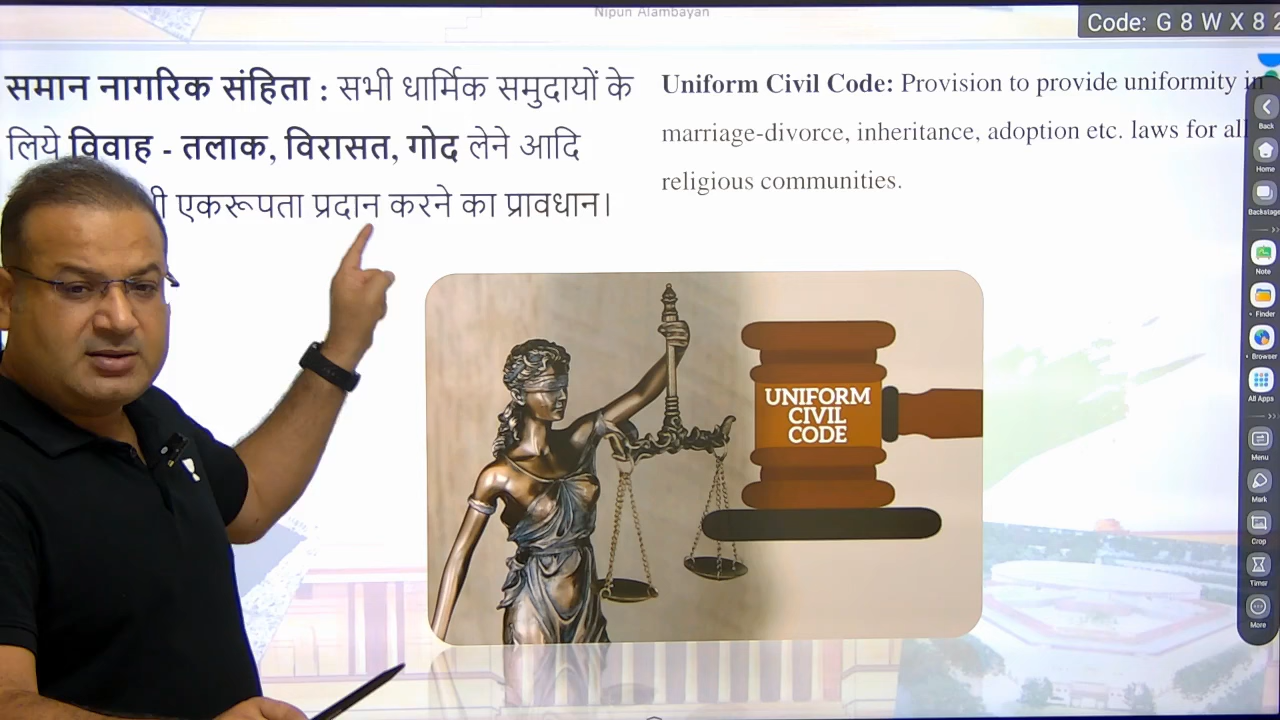 Nipun Alambayan
Code: G 8 W X 8 2
समान नागरिक संहिता : सभी धार्मिक समुदायों के
लिये विवाह - तलाक, विरासत, गोद लेने आदि
एकरूपता प्रदान करने का प्रावधान।
Uniform Civil Code: Provision to provide uniformity in
marriage-divorce, inheritance, adoption etc. laws for all
religious communities.
UNIFORM
CIVIL
CODE
Back
Home
Backstage
Note
Finder
Browser
All Apps
Menu
Mark
Crop
Timer
More